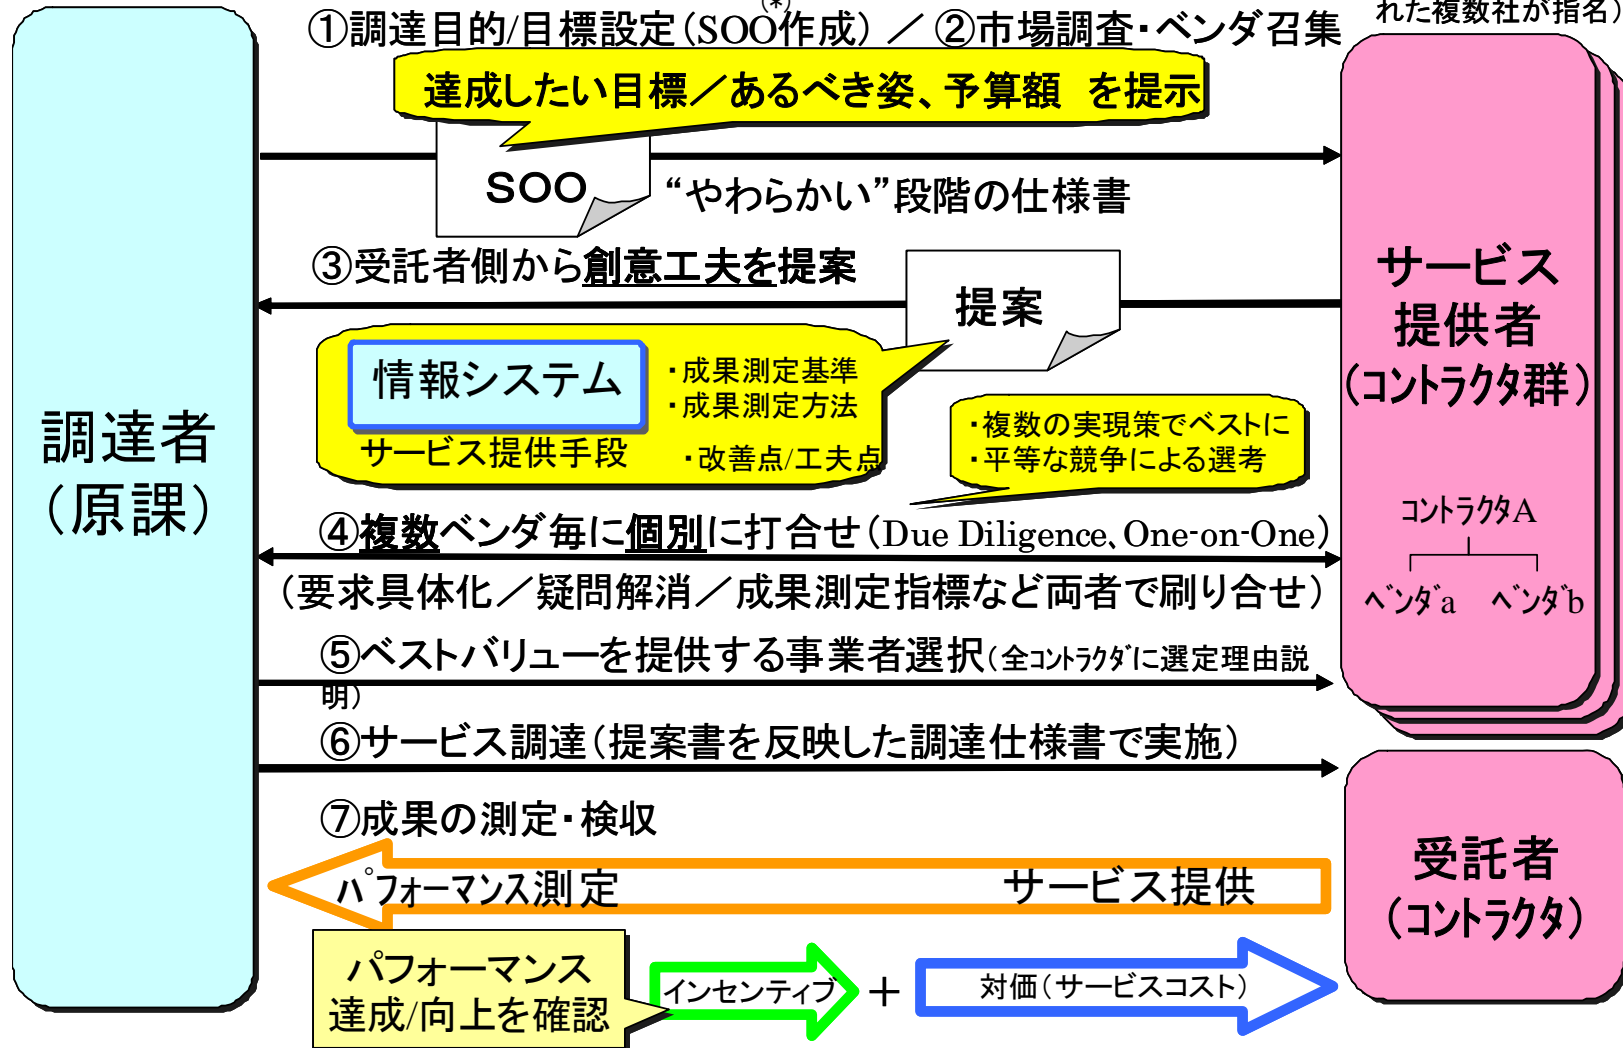 (*)
れた複数社が指名)
①調達目的/目標設定(SOO作成) ／ ②市場調査・ベンダ召集
達成したい目標／あるべき姿、予算額 を提示
SOO
“やわらかい”段階の仕様書
③受託者側から創意工夫を提案
提案
情報システム
サービス提供手段
・成果測定基準
・成果測定方法
・改善点/工夫点
・複数の実現策でベストに
・平等な競争による選考
調達者
(原課)
サービス
提供者
(コントラクタ群)
コントラクタA
ベンダa ベンダb
④複数ベンダ毎に個別に打合せ(Due Diligence、One-on-One)
(要求具体化／疑問解消／成果測定指標など両者で刷り合せ)
⑤ベストバリューを提供する事業者選択(全コントラクタに選定理由説
明)
⑥サービス調達(提案書を反映した調達仕様書で実施)
⑦成果の測定・検収
パフォーマンス測定 サービス提供
受託者
(コントラクタ)
パフォーマンス
達成/向上を確認
インセンティブ + 対価(サービスコスト)